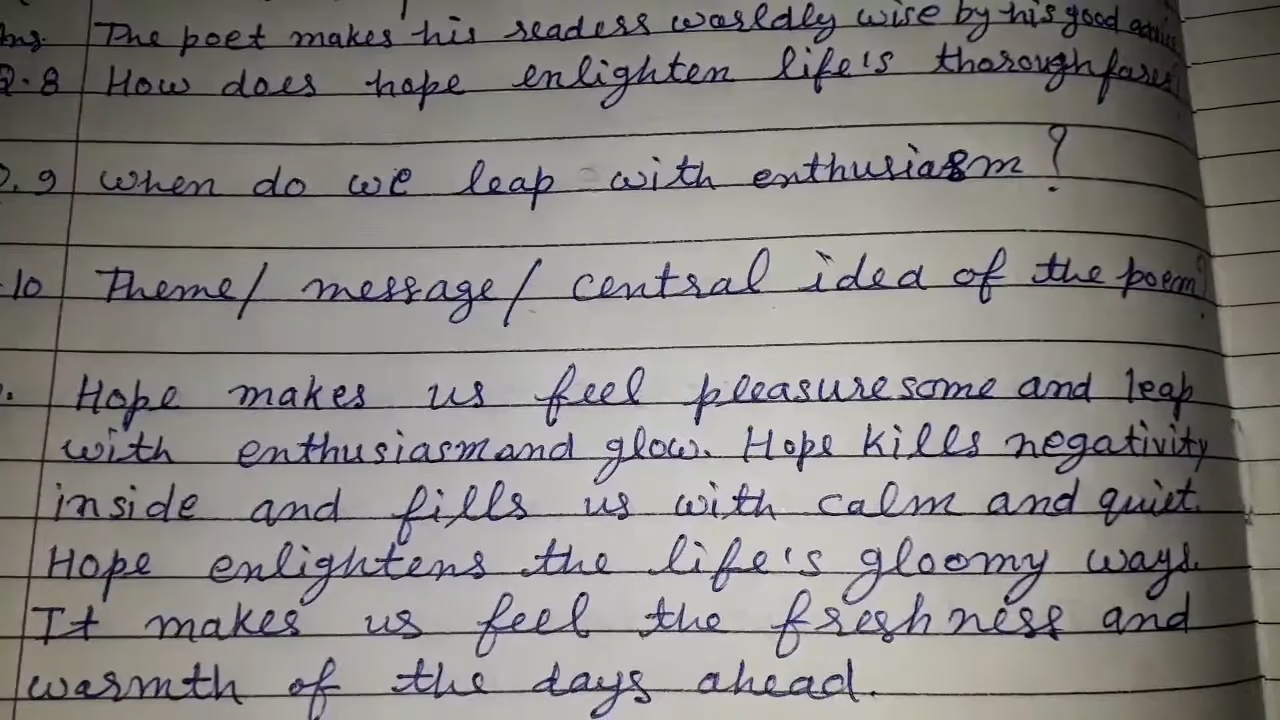 Ans. The poet makes his readers worldly wise by his good advice
Q.8 How does hope enlighten life's thoroughfares
Q.9 When do we leap with enthusiasm?
10 Theme/ message/ central idea of the poem?
Hope makes us feel pleasuresome and leap
with enthusiasm and glow. Hope kills negativity
inside and fills us with calm and quiet.
Hope enlightens the life's gloomy ways.
It makes us feel the freshness and
warmth of the days ahead.